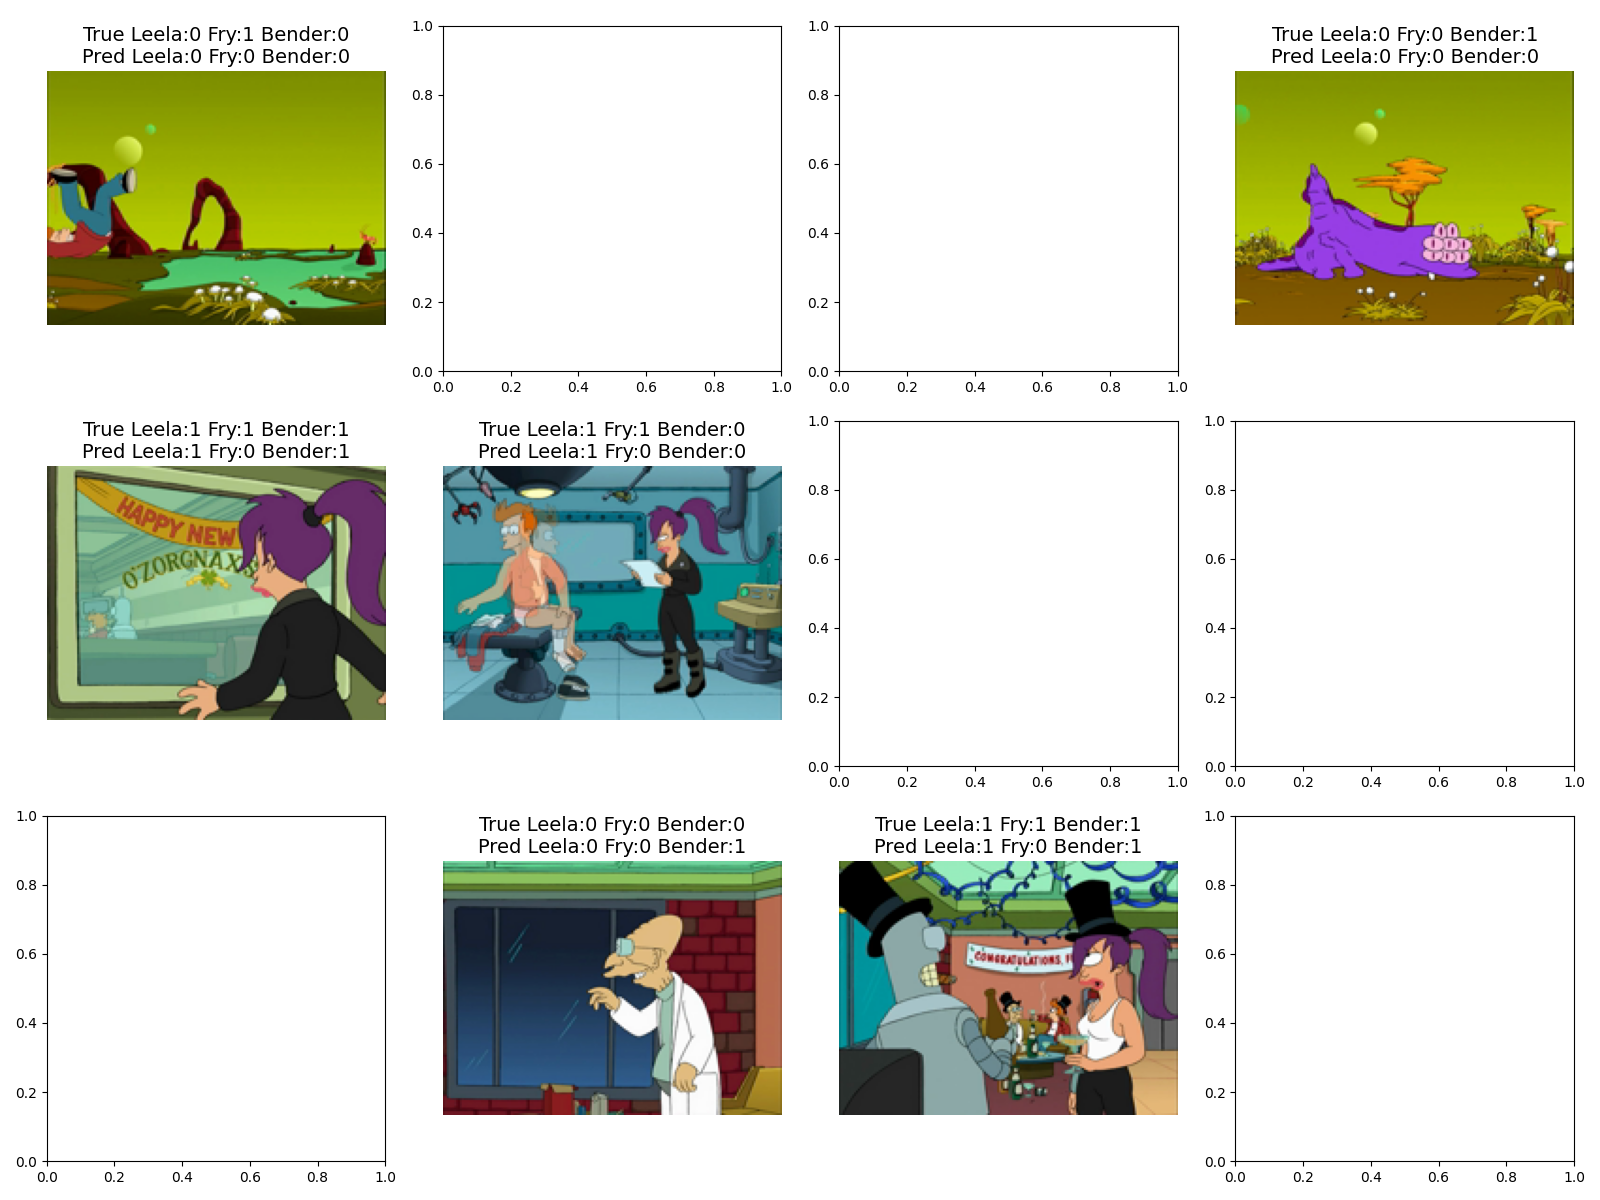 True Leela:0 Fry:1 Bender:0
Pred Leela:0 Fry:0 Bender:0
True Leela:0 Fry:0 Bender:1
Pred Leela:0 Fry:0 Bender:0
1.0
0.8
0.6
0.4
0.2
0.0
0.0 0.2 0.4 0.6 0.8 1.0
1.0
0.8
0.6
0.4
0.2
0.0
0.0 0.2 0.4 0.6 0.8 1.0
True Leela:1 Fry:1 Bender:1
Pred Leela:1 Fry:0 Bender:1
HAPPY NEW
O'ZORGNAX'S
True Leela:1 Fry:1 Bender:0
Pred Leela:1 Fry:0 Bender:0
1.0
0.8
0.6
0.4
0.2
0.0
0.0 0.2 0.4 0.6 0.8 1.0
1.0
0.8
0.6
0.4
0.2
0.0
0.0 0.2 0.4 0.6 0.8 1.0
1.0
0.8
0.6
0.4
0.2
0.0
0.0 0.2 0.4 0.6 0.8 1.0
True Leela:0 Fry:0 Bender:0
Pred Leela:0 Fry:0 Bender:1
True Leela:1 Fry:1 Bender:1
Pred Leela:1 Fry:0 Bender:1
CONGRATULATIONS, F
1.0
0.8
0.6
0.4
0.2
0.0
0.0 0.2 0.4 0.6 0.8 1.0